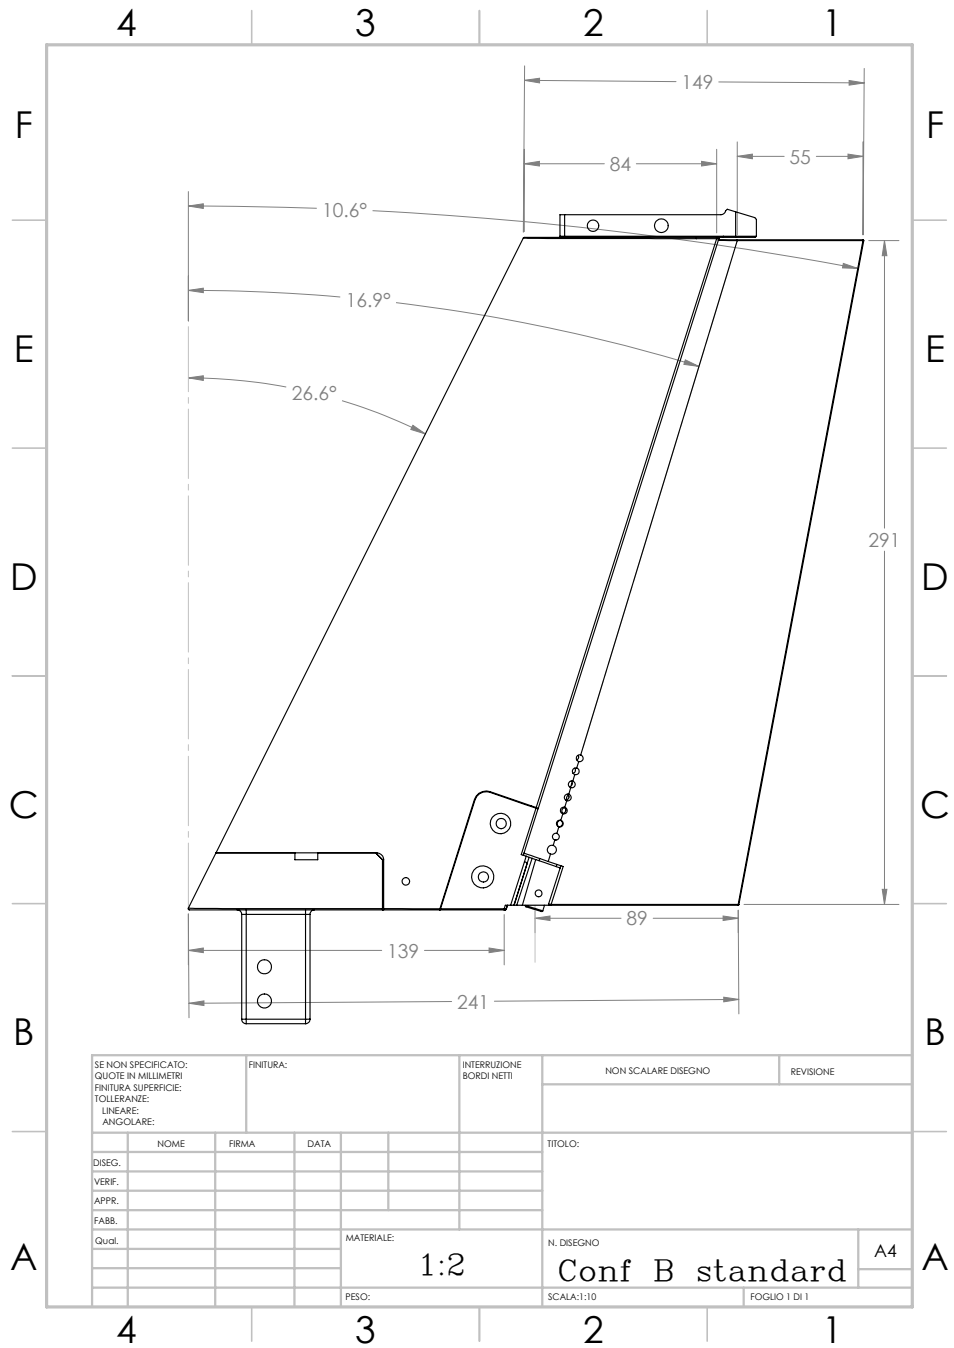 4 3 2 1
149
F F
84 55
10.6°
16.9°
E E
26.6°
291
D D
C C
89
139
241
B B
SE NON SPECIFICATO: FINITURA: INTERRUZIONE NON SCALARE DISEGNO REVISIONE
QUOTE IN MILLIMETRI BORDI NETTI
FINITURA SUPERFICIE:
TOLLERANZE:
LINEARE:
ANGOLARE:
NOME FIRMA DATA TITOLO:
DISEG.
VERIF.
APPR.
FABB.
Qual. MATERIALE: N. DISEGNO
A 1:2 Conf B standard A4 A
PESO: SCALA:1:10 FOGLIO 1 DI 1
4 3 2 1